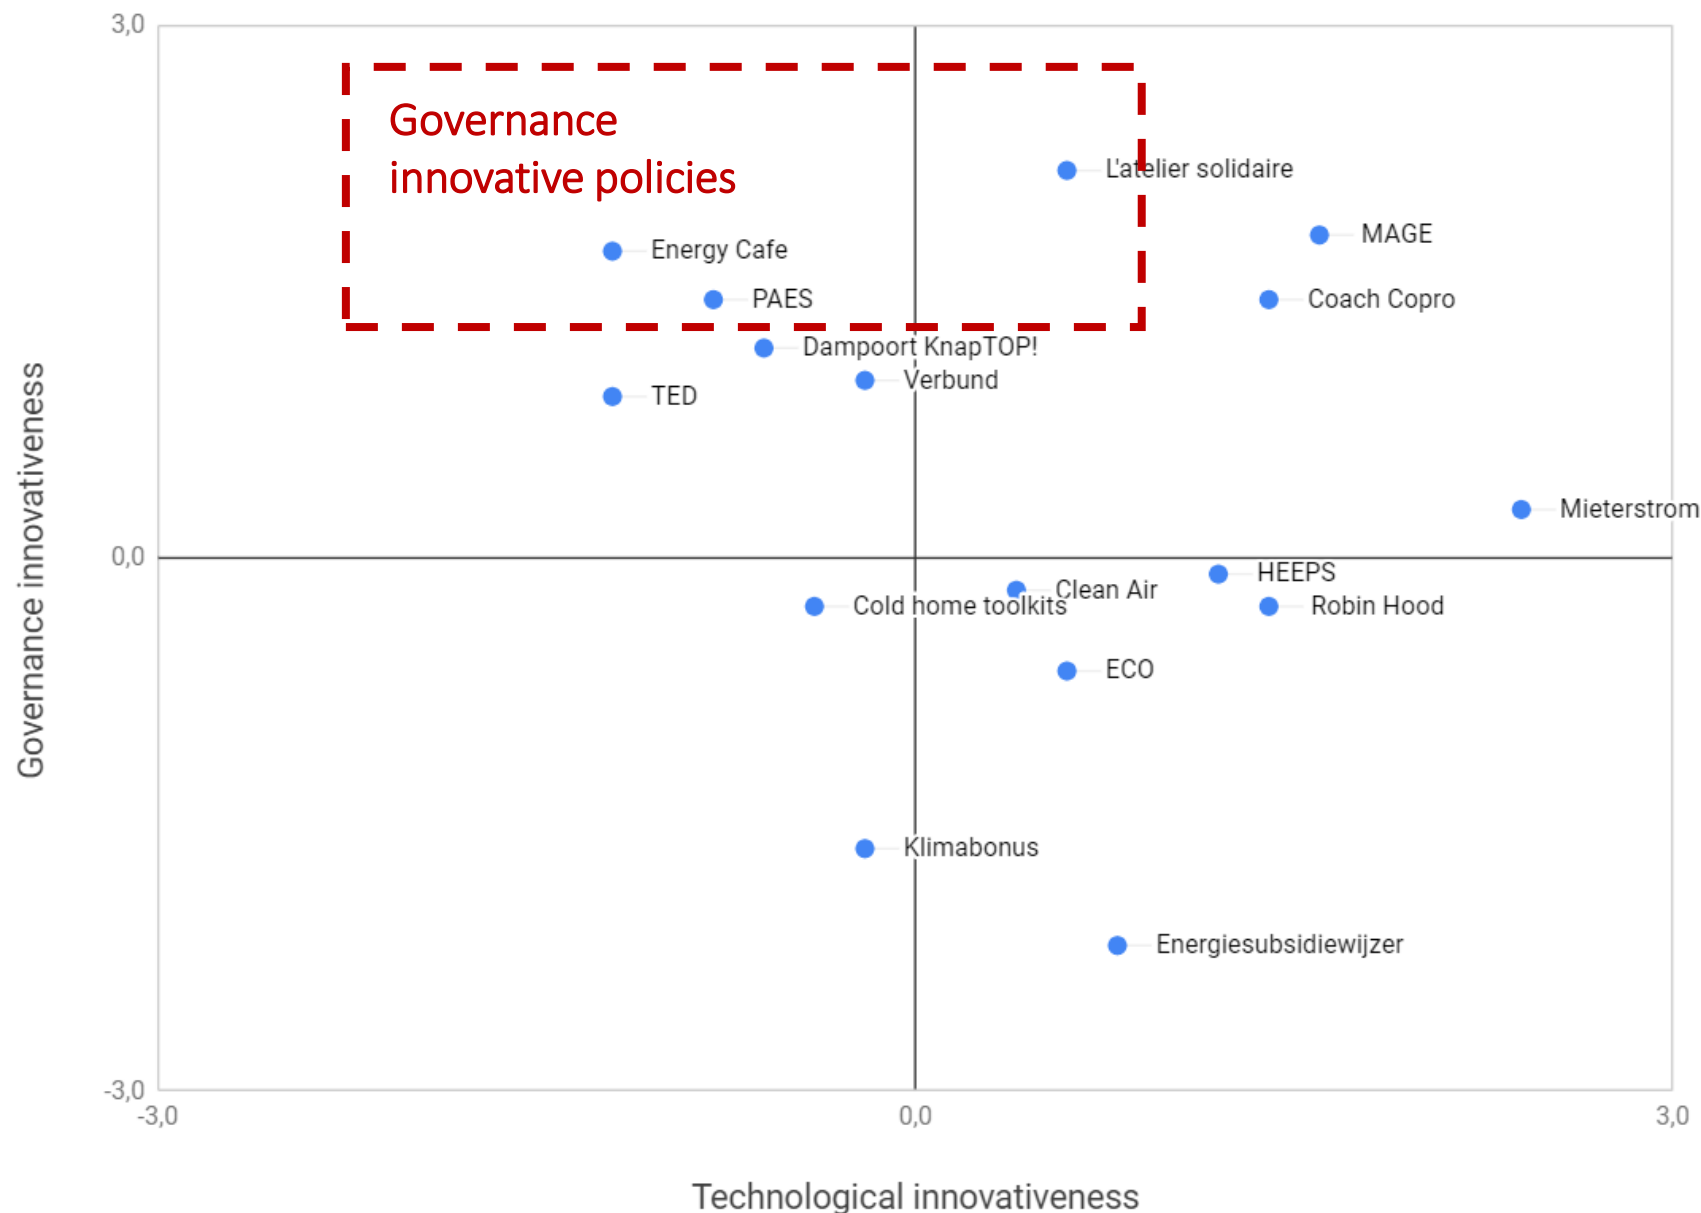 3,0
Governance
innovative policies
L'atelier solidaire
MAGE
Energy Cafe
PAES
Coach Copro
Dampoort KnapTOP!
Verbund
TED
Governance innovativeness
Mieterstrom
0,0
HEEPS
Clean Air
Cold home toolkits
Robin Hood
ECO
Klimabonus
Energiesubsidiewijzer
-3,0
-3,0
0,0
3,0
Technological innovativeness